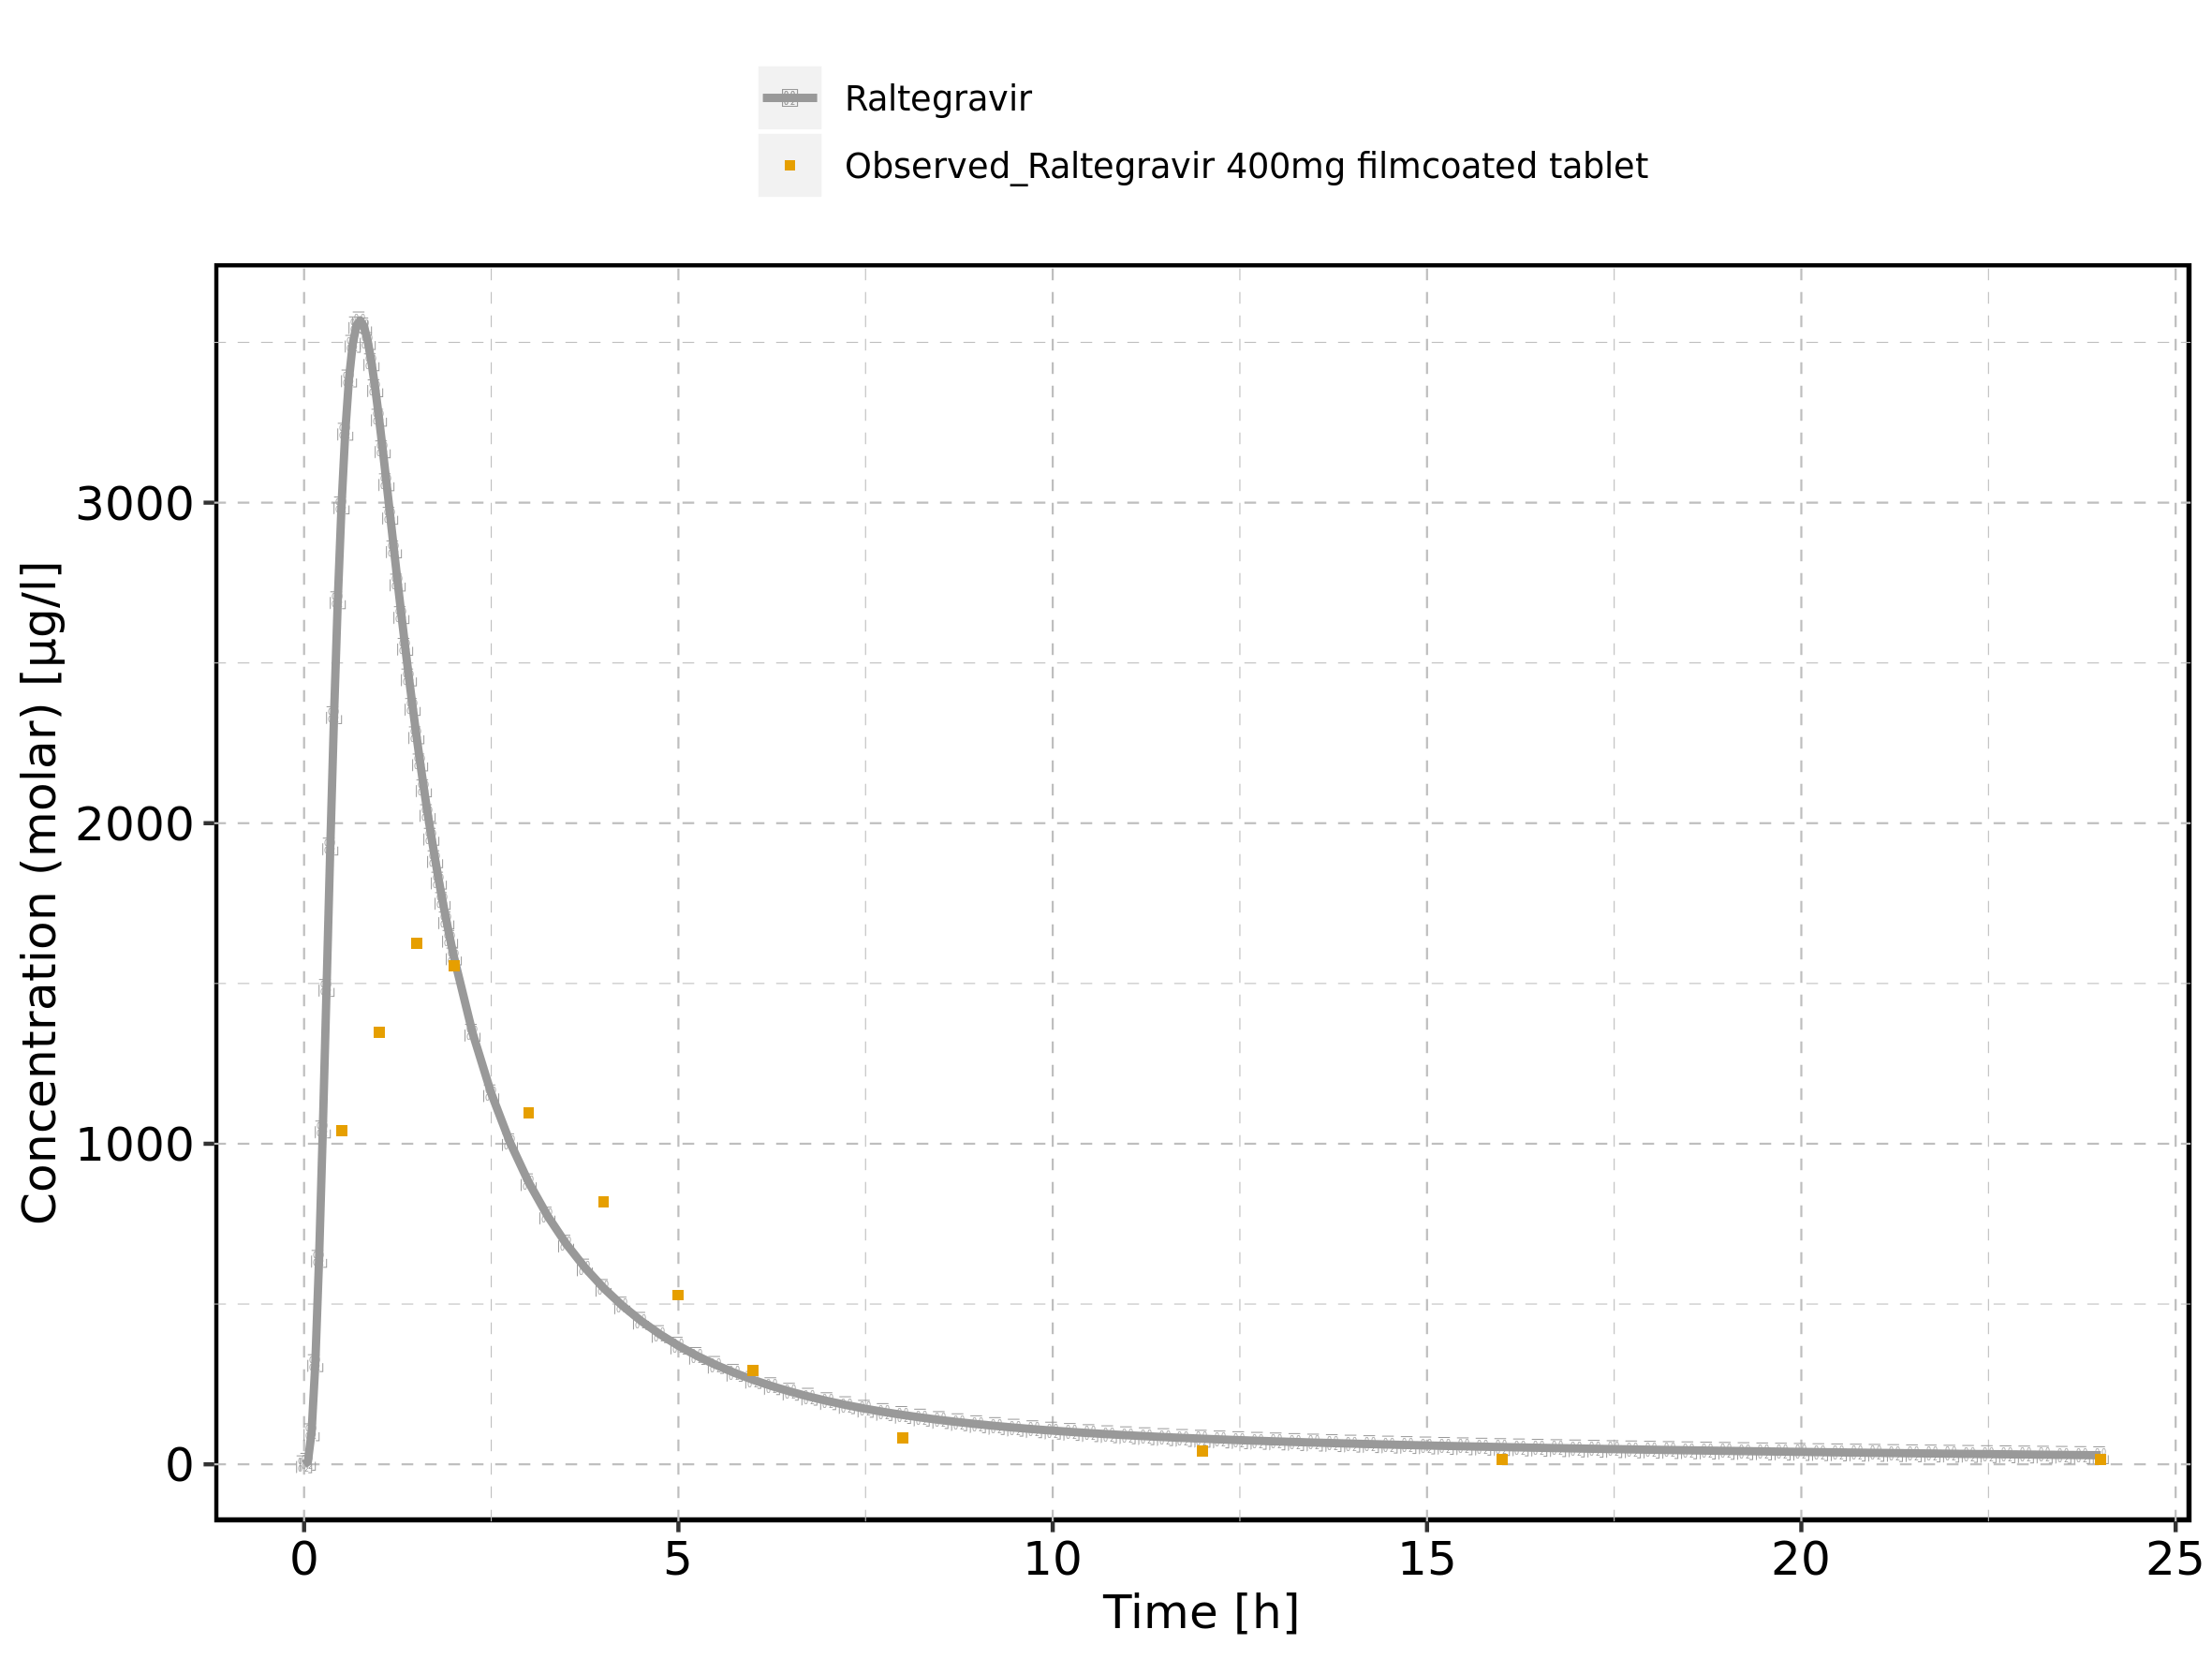 Raltegravir
Observed_Raltegravir 400mg filmcoated tablet
Concentration (molar) [µg/l]
3000
2000
1000
0
0 5 10 15 20 25
Time [h]